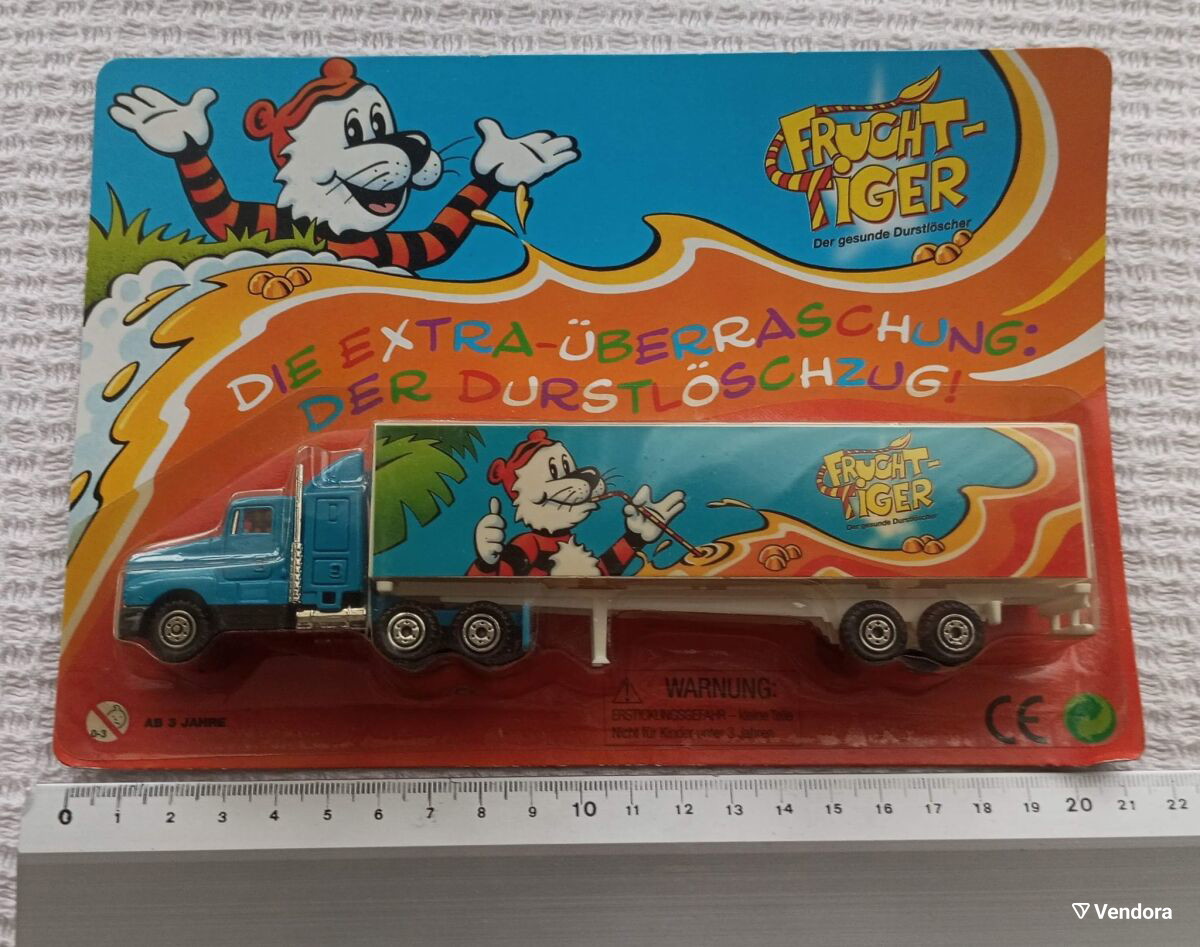 FRUCHT-
TIGER
Der gesunde Durstlöscher
DIE EXTRA-ÜBERRASCHUNG:
DER DURSTLÖSCHZUG!
FRUCHT-
TIGER
Der gesunde Durstlöscher
0-3
AB 3 JAHRE
WARNUNG:
ERSTICKUNGSGEFAHR – kleine Teile
Nicht für Kinder unter 3 Jahren
CE
0 1 2 3 4 5 6 7 8 9 10 11 12 13 14 15 16 17 18 19 20 21 22
Vendora